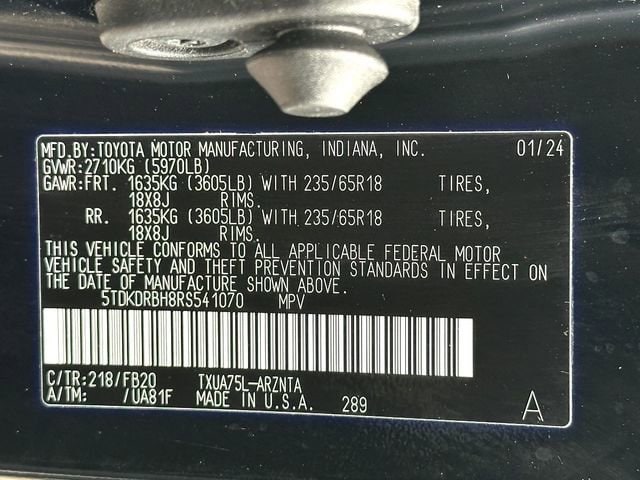 MFD.BY:TOYOTA MOTOR MANUFACTURING, INDIANA, INC. 01/24
GVWR:2710KG (5970LB)
GAWR:FRT. 1635KG (3605LB) WITH 235/65R18 TIRES,
18X8J RIMS.
RR. 1635KG (3605LB) WITH 235/65R18 TIRES,
18X8J RIMS.
THIS VEHICLE CONFORMS TO ALL APPLICABLE FEDERAL MOTOR
VEHICLE SAFETY AND THEFT PREVENTION STANDARDS IN EFFECT ON
THE DATE OF MANUFACTURE SHOWN ABOVE.
5TDKDRBH8RS541070 MPV
C/TR:218/FB20 TXUA75L-ARZNTA
A/TM: /UA81F MADE IN U.S.A. 289 A